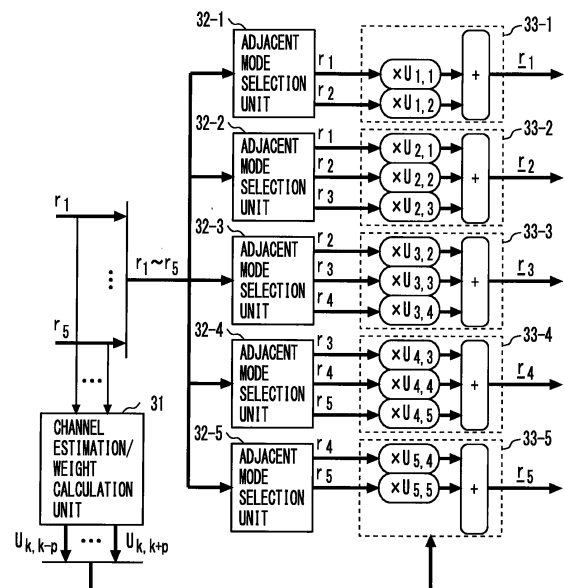 32-1
ADJACENT
MODE
SELECTION
UNIT
r1
r2
33-1
×U1,1
×U1,2
+
r1
32-2
ADJACENT
MODE
SELECTION
UNIT
r1
r2
r3
33-2
×U2,1
×U2,2
×U2,3
+
r2
r1
r1~r5
r5
32-3
ADJACENT
MODE
SELECTION
UNIT
r2
r3
r4
33-3
×U3,2
×U3,3
×U3,4
+
r3
32-4
ADJACENT
MODE
SELECTION
UNIT
r3
r4
r5
33-4
×U4,3
×U4,4
×U4,5
+
r4
31
CHANNEL
ESTIMATION/
WEIGHT
CALCULATION
UNIT
Uk,k-p
Uk,k+p
32-5
ADJACENT
MODE
SELECTION
UNIT
r4
r5
33-5
×U5,4
×U5,5
+
r5